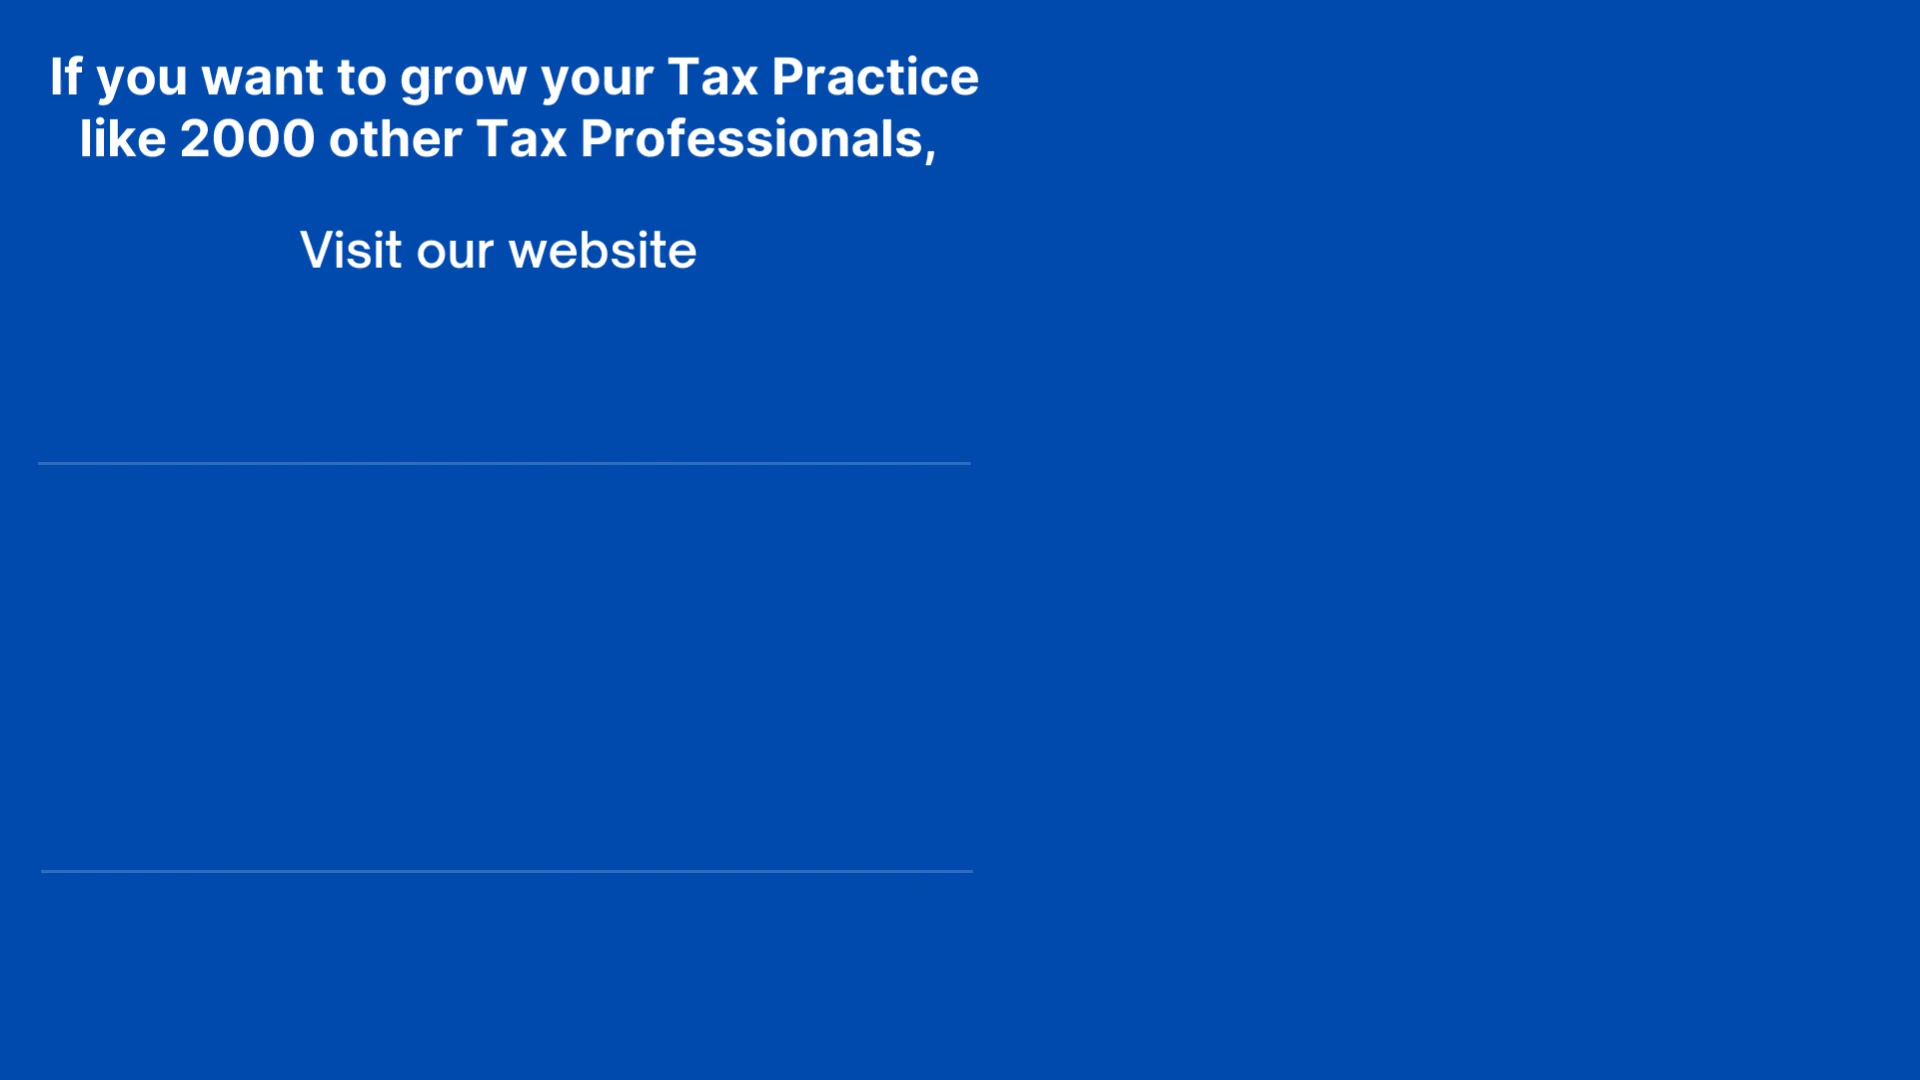 If you want to grow your Tax Practice
like 2000 other Tax Professionals,
Visit our website